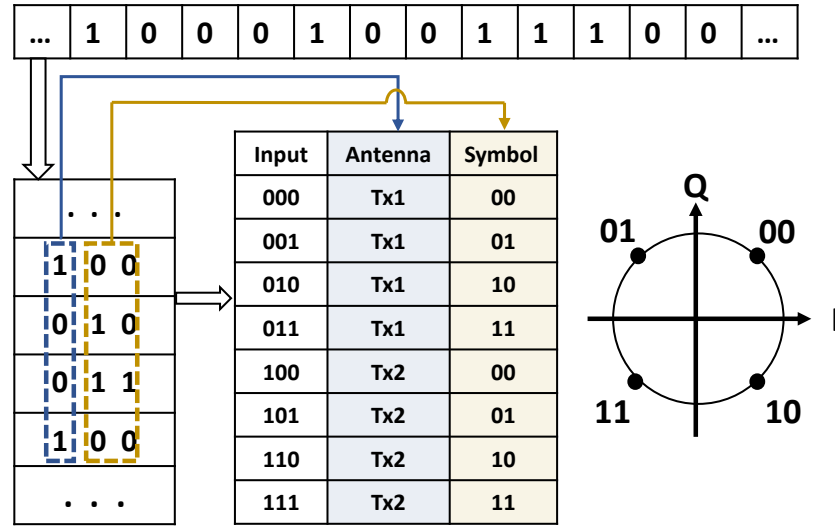 ... 1 0 0 0 1 0 0 1 1 1 0 0 ...
Input Antenna Symbol
000 Tx1 00
001 Tx1 01
010 Tx1 10
011 Tx1 11
100 Tx2 00
101 Tx2 01
110 Tx2 10
111 Tx2 11
. . .
1 0 0
0 1 0
0 1 1
1 0 0
. . .
Q
01 00
I
11 10